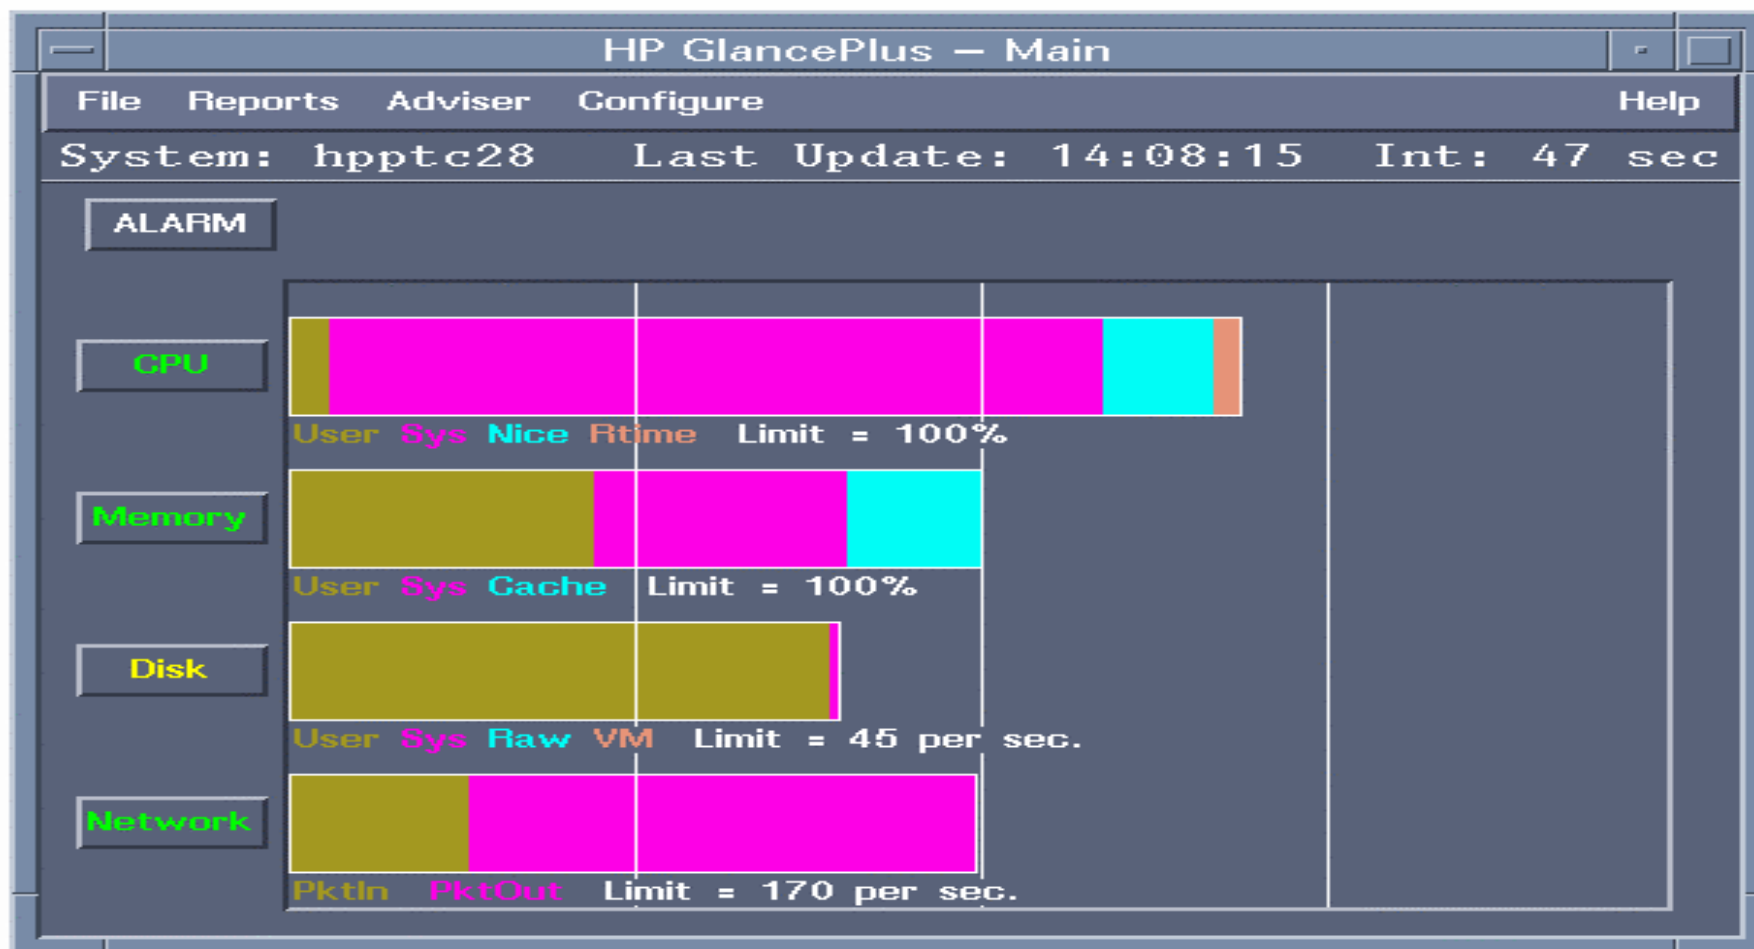 HP GlancePlus – Main
File Reports Adviser Configure Help
System: hpptc28 Last Update: 14:08:15 Int: 47 sec
ALARM
CPU
User Sys Nice Rtime Limit = 100%
Memory
User Sys Cache Limit = 100%
Disk
User Sys Raw VM Limit = 45 per sec.
Network
PktIn PktOut Limit = 170 per sec.